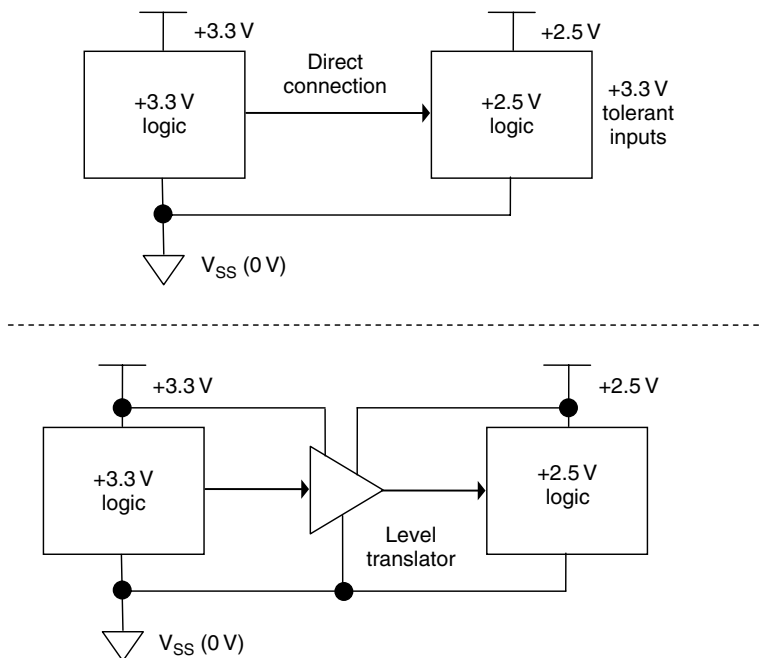 +3.3 V
+2.5 V
Direct
connection
+3.3 V
logic
+2.5 V
logic
+3.3 V
tolerant
inputs
VSS (0 V)
+3.3 V
+2.5 V
+3.3 V
logic
+2.5 V
logic
Level
translator
VSS (0 V)